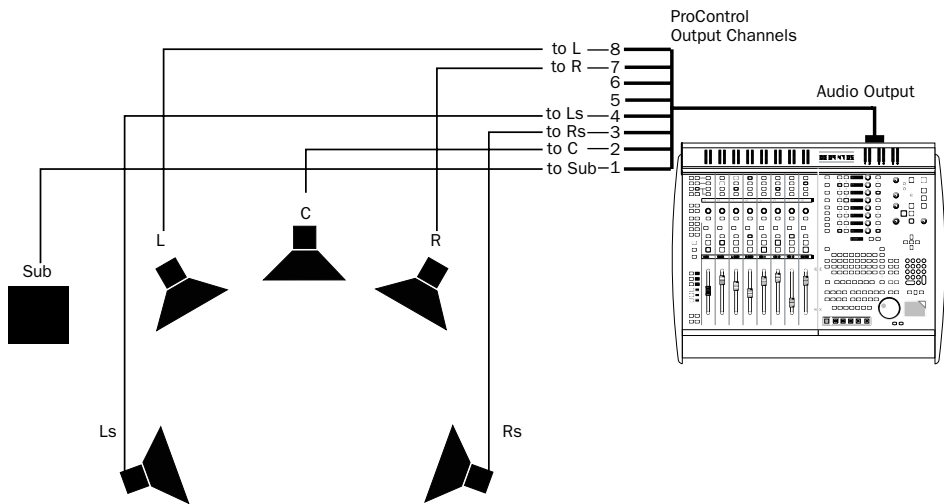 ProControl
Output Channels
to L 8
to R 7
6
5
to Ls 4
to Rs 3
to C 2
to Sub 1
Audio Output
C
L
R
Sub
Ls
Rs